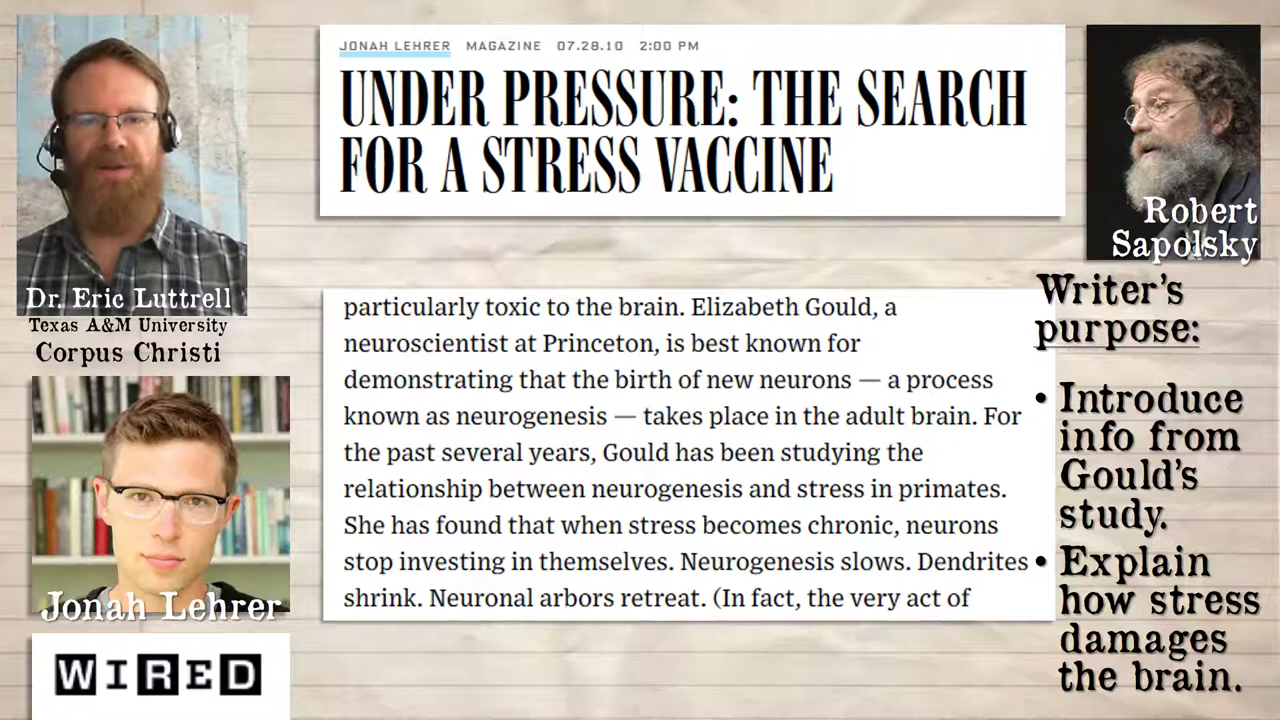 JONAH LEHRER MAGAZINE 07.28.10 2:00 PM
UNDER PRESSURE: THE SEARCH
FOR A STRESS VACCINE
Dr. Eric Luttrell
Texas A&M University
Corpus Christi
Jonah Lehrer
WIRED
particularly toxic to the brain. Elizabeth Gould, a
neuroscientist at Princeton, is best known for
demonstrating that the birth of new neurons — a process
known as neurogenesis — takes place in the adult brain. For
the past several years, Gould has been studying the
relationship between neurogenesis and stress in primates.
She has found that when stress becomes chronic, neurons
stop investing in themselves. Neurogenesis slows. Dendrites
shrink. Neuronal arbors retreat. (In fact, the very act of
Robert
Sapolsky
Writer's
purpose:
• Introduce
info from
Gould's
study.
• Explain
how stress
damages
the brain.